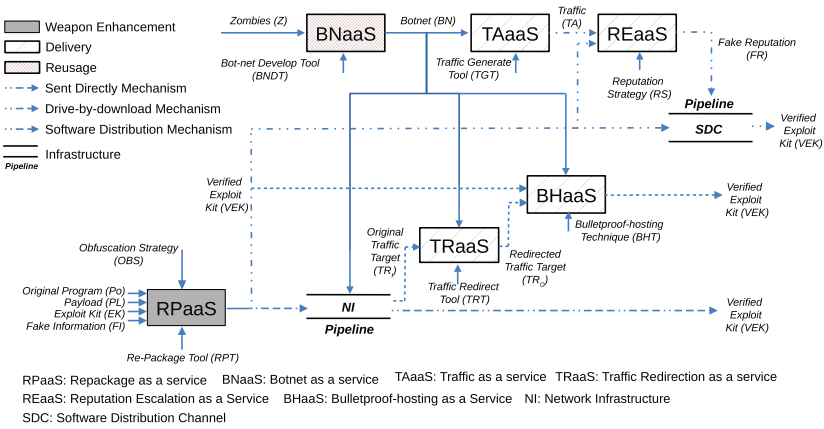 Weapon Enhancement
Delivery
Reusage
Sent Directly Mechanism
Drive-by-download Mechanism
Software Distribution Mechanism
Infrastructure
Pipeline
Zombies (Z)
BNaaS
Botnet (BN)
Bot-net Develop Tool
(BNDT)
TAaaS
Traffic
(TA)
Traffic Generate
Tool (TGT)
REaaS
Reputation
Strategy (RS)
Fake Reputation
(FR)
Pipeline
SDC
Verified
Exploit
Kit (VEK)
Verified
Exploit
Kit (VEK)
BHaaS
Verified
Exploit
Kit (VEK)
Bulletproof-hosting
Technique (BHT)
Original
Traffic
Target
(TRI)
TRaaS
Redirected
Traffic Target
(TRO)
Traffic Redirect
Tool (TRT)
Obfuscation Strategy
(OBS)
Original Program (Po)
Payload (PL)
Exploit Kit (EK)
Fake Information (FI)
RPaaS
Re-Package Tool (RPT)
NI
Pipeline
Verified
Exploit
Kit (VEK)
RPaaS: Repackage as a service BNaaS: Botnet as a service TAaaS: Traffic as a service TRaaS: Traffic Redirection as a service
REaaS: Reputation Escalation as a Service BHaaS: Bulletproof-hosting as a Service NI: Network Infrastructure
SDC: Software Distribution Channel